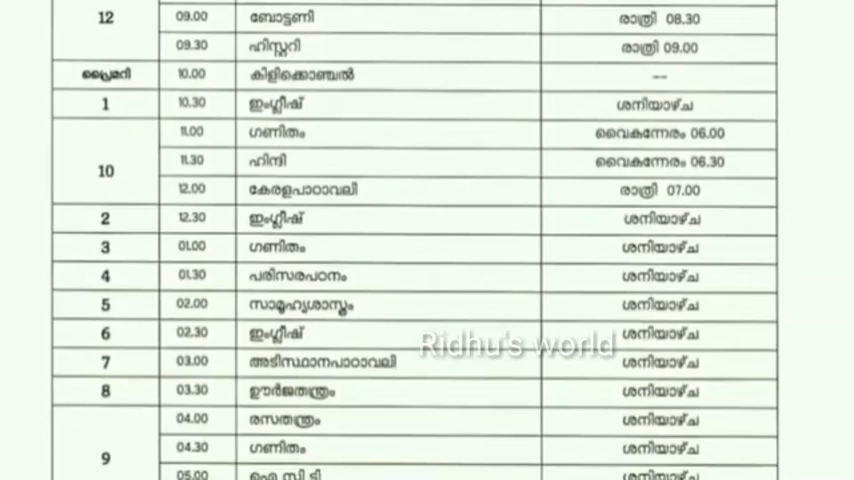 12 09.00 ബോട്ടണി രാത്രി 08.30
09.30 ഹിസ്റ്ററി രാത്രി 09.00
പ്രൈമറി 10.00 കിളിക്കൊഞ്ചൽ ---
1 10.30 ഇംഗ്ലീഷ് ശനിയാഴ്ച
10 11.00 ഗണിതം വൈകുന്നേരം 06.00
11.30 ഹിന്ദി വൈകുന്നേരം 06.30
12.00 കേരളപാഠാവലി രാത്രി 07.00
2 12.30 ഇംഗ്ലീഷ് ശനിയാഴ്ച
3 01.00 ഗണിതം ശനിയാഴ്ച
4 01.30 പരിസരപഠനം ശനിയാഴ്ച
5 02.00 സാമൂഹ്യശാസ്ത്രം ശനിയാഴ്ച
6 02.30 ഇംഗ്ലീഷ് ശനിയാഴ്ച
Ridhu's world
7 03.00 അടിസ്ഥാനപാഠാവലി ശനിയാഴ്ച
8 03.30 ഊർജതന്ത്രം ശനിയാഴ്ച
9 04.00 രസതന്ത്രം ശനിയാഴ്ച
04.30 ഗണിതം ശനിയാഴ്ച
05.00 ഐ സി ടി ശനിയാഴ്ച